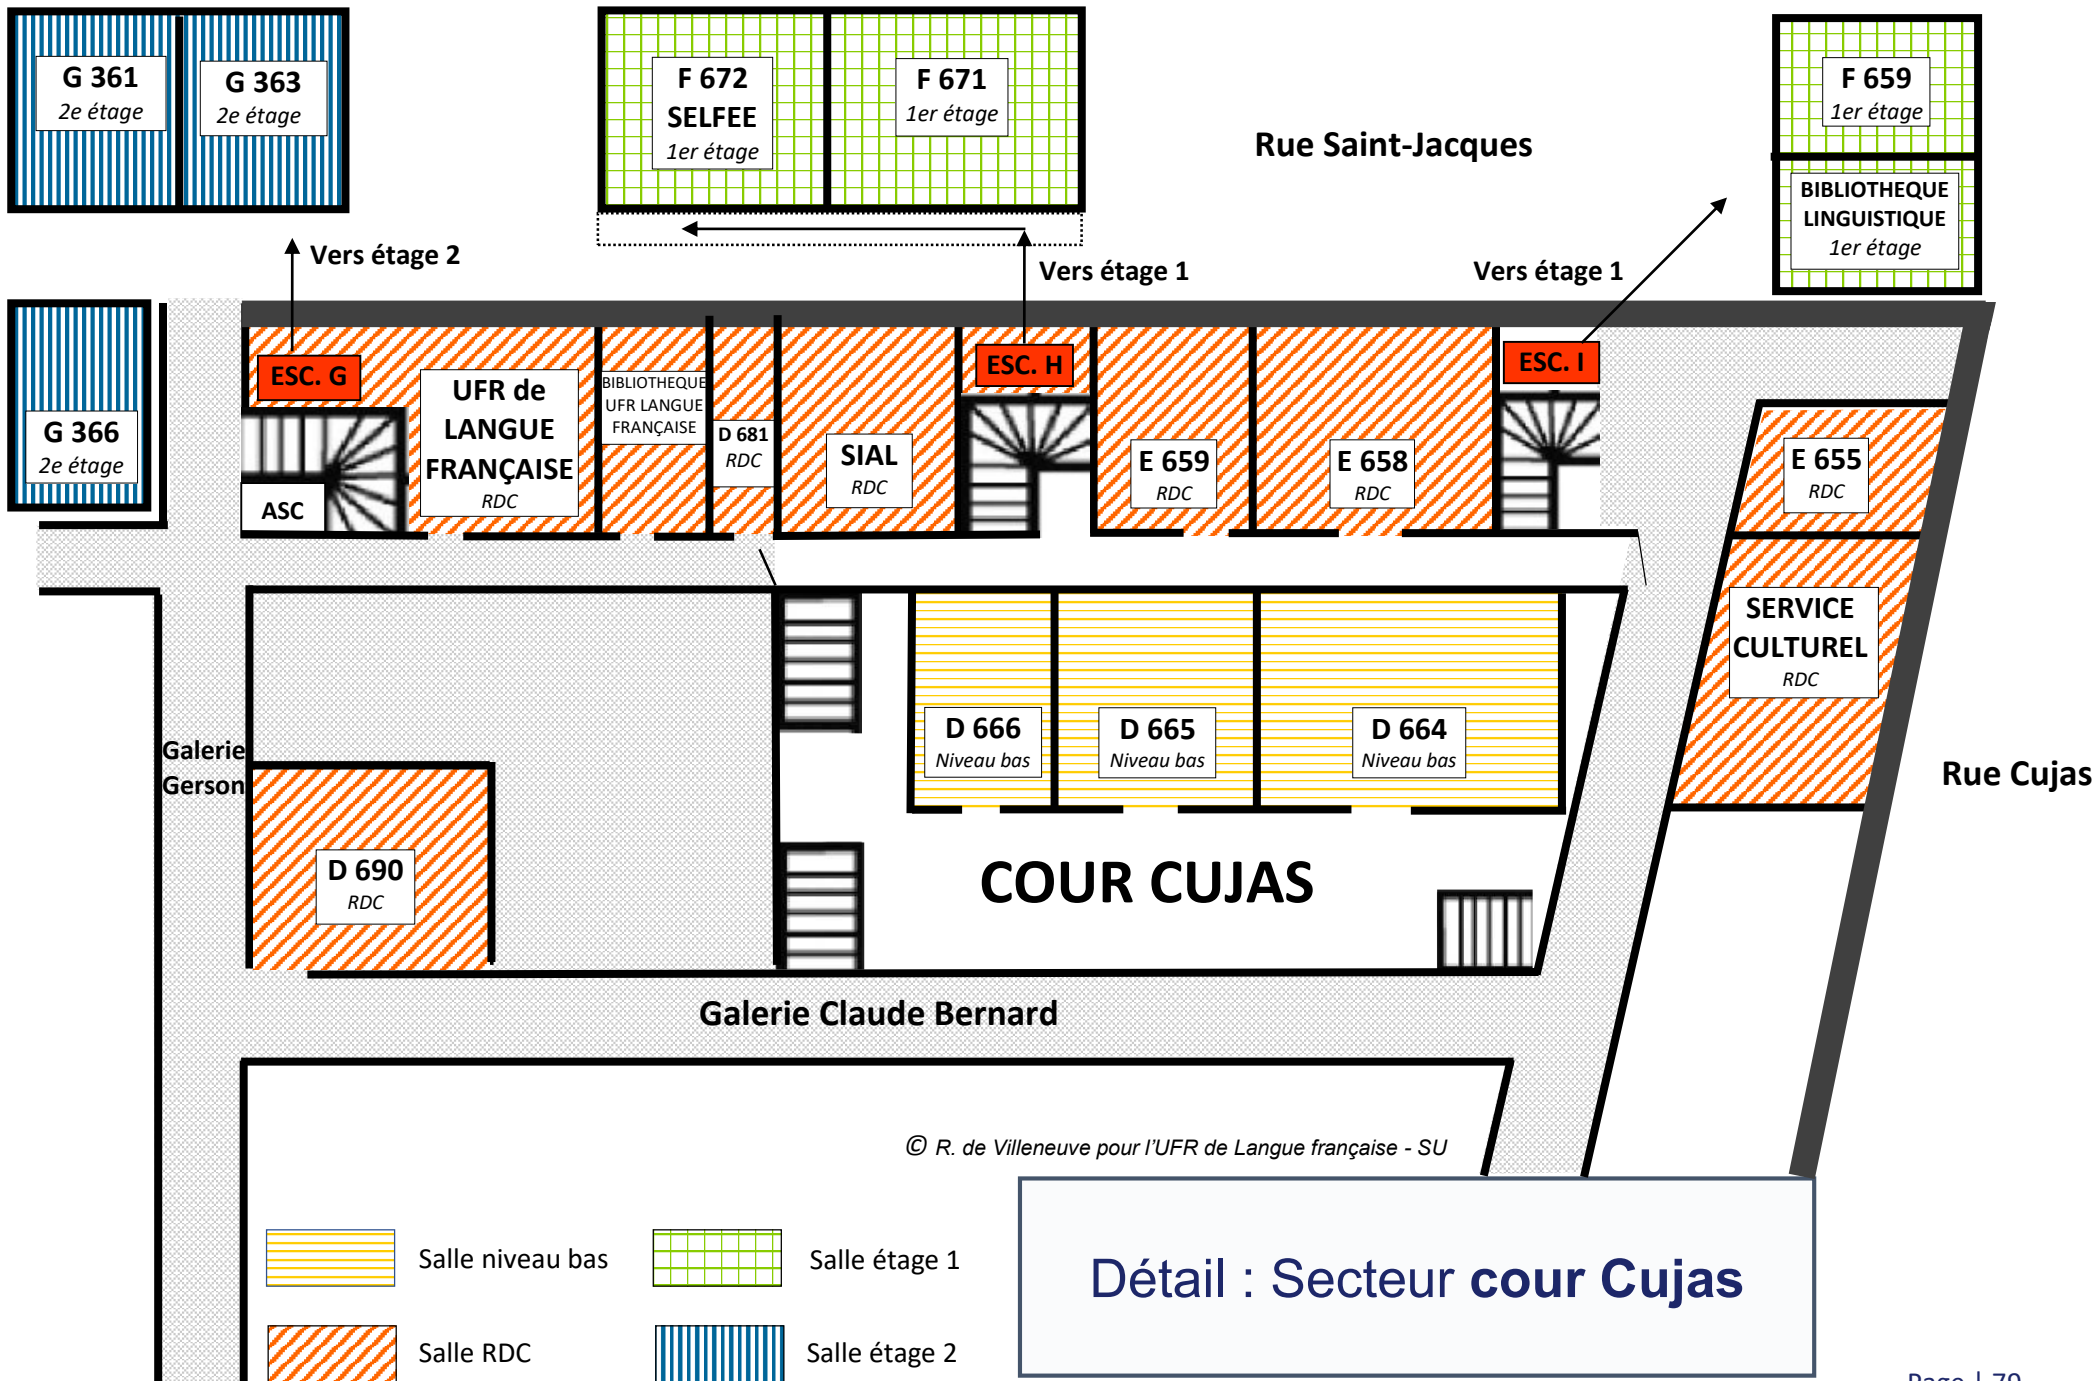 G 361
2e étage
G 363
2e étage
F 672
SELFEE
1er étage
F 671
1er étage
Rue Saint-Jacques
F 659
1er étage
BIBLIOTHEQUE
LINGUISTIQUE
1er étage
Vers étage 2
Vers étage 1
Vers étage 1
G 366
2e étage
ESC. G
ASC
UFR de
LANGUE
FRANÇAISE
RDC
BIBLIOTHEQUE
UFR LANGUE
FRANÇAISE
D 681
RDC
SIAL
RDC
ESC. H
E 659
RDC
E 658
RDC
ESC. I
E 655
RDC
SERVICE
CULTUREL
RDC
D 666
Niveau bas
D 665
Niveau bas
D 664
Niveau bas
Galerie
Gerson
Rue Cujas
D 690
RDC
COUR CUJAS
Galerie Claude Bernard
© R. de Villeneuve pour l'UFR de Langue française - SU
Salle niveau bas
Salle étage 1
Salle RDC
Salle étage 2
Détail : Secteur cour Cujas
Page | 79